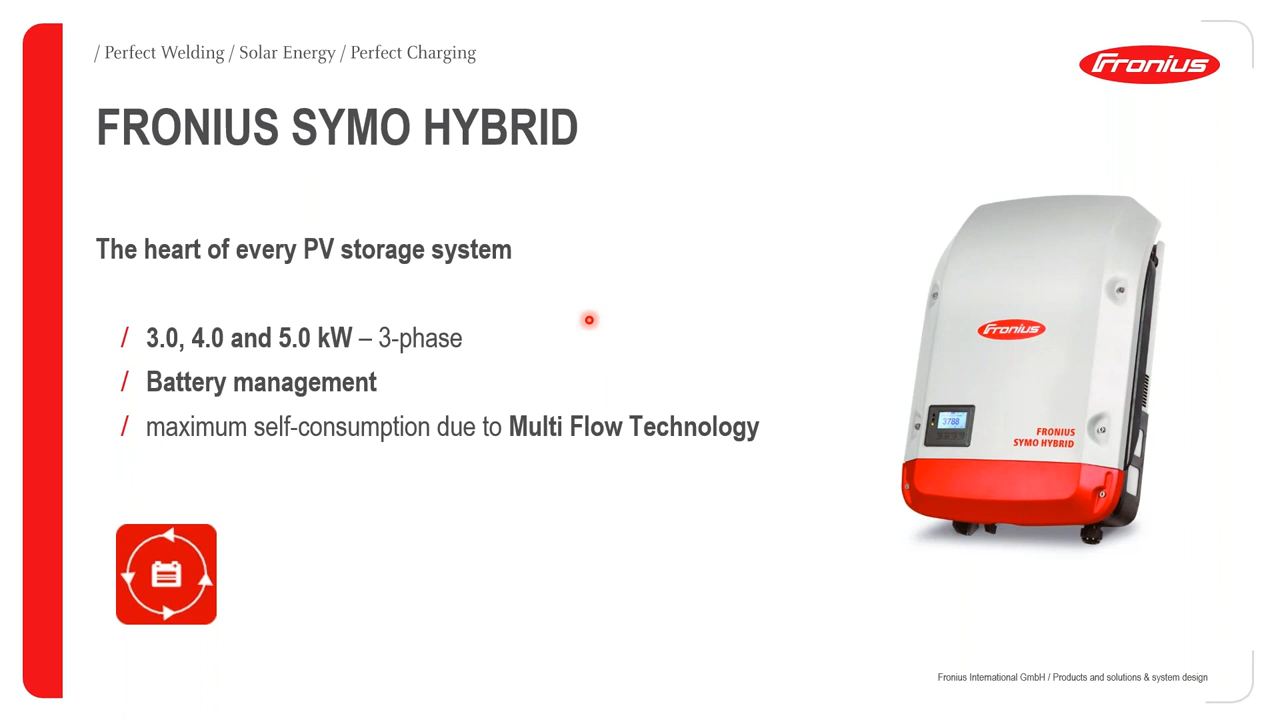 / Perfect Welding / Solar Energy / Perfect Charging
Fronius
FRONIUS SYMO HYBRID
The heart of every PV storage system
/ 3.0, 4.0 and 5.0 kW – 3-phase
/ Battery management
/ maximum self-consumption due to Multi Flow Technology
Fronius
3788
FRONIUS
SYMO HYBRID
Fronius International GmbH / Products and solutions & system design